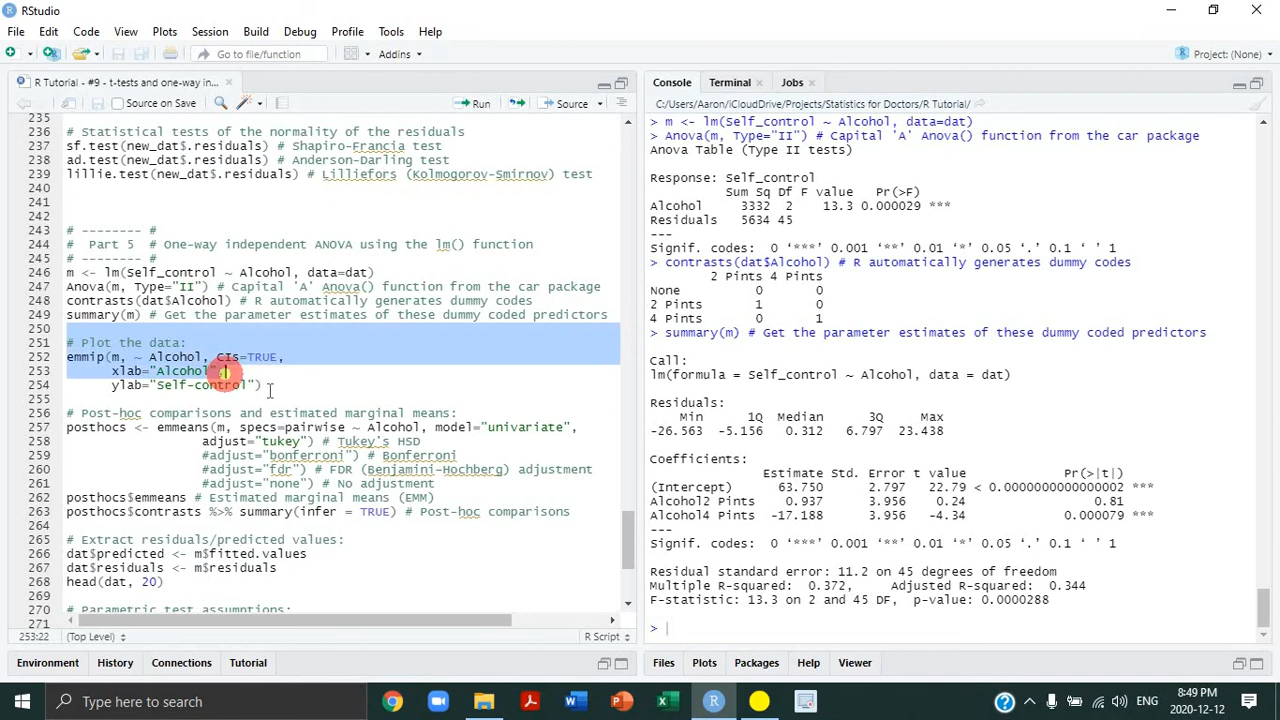 RStudio
File Edit Code View Plots Session Build Debug Profile Tools Help
Go to file/function
Addins
Project: (None)
R Tutorial - #9 - t-tests and one-way in...
Source on Save
Run
Source
235
236 # Statistical tests of the normality of the residuals
237 sf.test(new_dat$.residuals) # Shapiro-Francia test
238 ad.test(new_dat$.residuals) # Anderson-Darling test
239 lillie.test(new_dat$.residuals) # Lilliefors (Kolmogorov-Smirnov) test
240
241
242
243 # -------- #
244 #  Part 5  # One-way independent ANOVA using the lm() function
245 # -------- #
246 m <- lm(Self_control ~ Alcohol, data=dat)
247 Anova(m, Type="II") # Capital 'A' Anova() function from the car package
248 contrasts(dat$Alcohol) # R automatically generates dummy codes
249 summary(m) # Get the parameter estimates of these dummy coded predictors
250
251 # Plot the data:
252 emmip(m, ~ Alcohol, CIs=TRUE,
253 xlab="Alcohol",
254 ylab="Self-control")
255
256 # Post-hoc comparisons and estimated marginal means:
257 posthocs <- emmeans(m, specs=pairwise ~ Alcohol, model="univariate",
258 adjust="tukey") # Tukey's HSD
259 #adjust="bonferroni") # Bonferroni
260 #adjust="fdr") # FDR (Benjamini-Hochberg) adjustment
261 #adjust="none") # No adjustment
262 posthocs$emmeans # Estimated marginal means (EMM)
263 posthocs$contrasts %>% summary(infer = TRUE) # Post-hoc comparisons
264
265 # Extract residuals/predicted values:
266 dat$predicted <- m$fitted.values
267 dat$residuals <- m$residuals
268 head(dat, 20)
269
270 # Parametric test assumptions:
271
253:22 (Top Level) R Script
Environment History Connections Tutorial
Console Terminal Jobs
C:/Users/Aaron/iCloudDrive/Projects/Statistics for Doctors/R Tutorial/
> m <- lm(Self_control ~ Alcohol, data=dat)
> Anova(m, Type="II") # Capital 'A' Anova() function from the car package
Anova Table (Type II tests)
Response: Self_control
Sum Sq Df F value Pr(>F)
Alcohol 3332 2 13.3 0.000029 ***
Residuals 5634 45
---
Signif. codes: 0 ‘***’ 0.001 ‘**’ 0.01 ‘*’ 0.05 ‘.’ 0.1 ‘ ’ 1
> contrasts(dat$Alcohol) # R automatically generates dummy codes
2 Pints 4 Pints
None 0 0
2 Pints 1 0
4 Pints 0 1
> summary(m) # Get the parameter estimates of these dummy coded predictors
Call:
lm(formula = Self_control ~ Alcohol, data = dat)
Residuals:
Min 1Q Median 3Q Max
-26.563 -5.156 0.312 6.797 23.438
Coefficients:
Estimate Std. Error t value Pr(>|t|)
(Intercept) 63.750 2.797 22.79 < 0.0000000000000002 ***
Alcohol2 Pints 0.937 3.956 0.24 0.81
Alcohol4 Pints -17.188 3.956 -4.34 0.000079 ***
---
Signif. codes: 0 ‘***’ 0.001 ‘**’ 0.01 ‘*’ 0.05 ‘.’ 0.1 ‘ ’ 1
Residual standard error: 11.2 on 45 degrees of freedom
Multiple R-squared: 0.372, Adjusted R-squared: 0.344
F-statistic: 13.3 on 2 and 45 DF, p-value: 0.0000288
>
Files Plots Packages Help Viewer
Type here to search
ENG
8:49 PM
2020-12-12